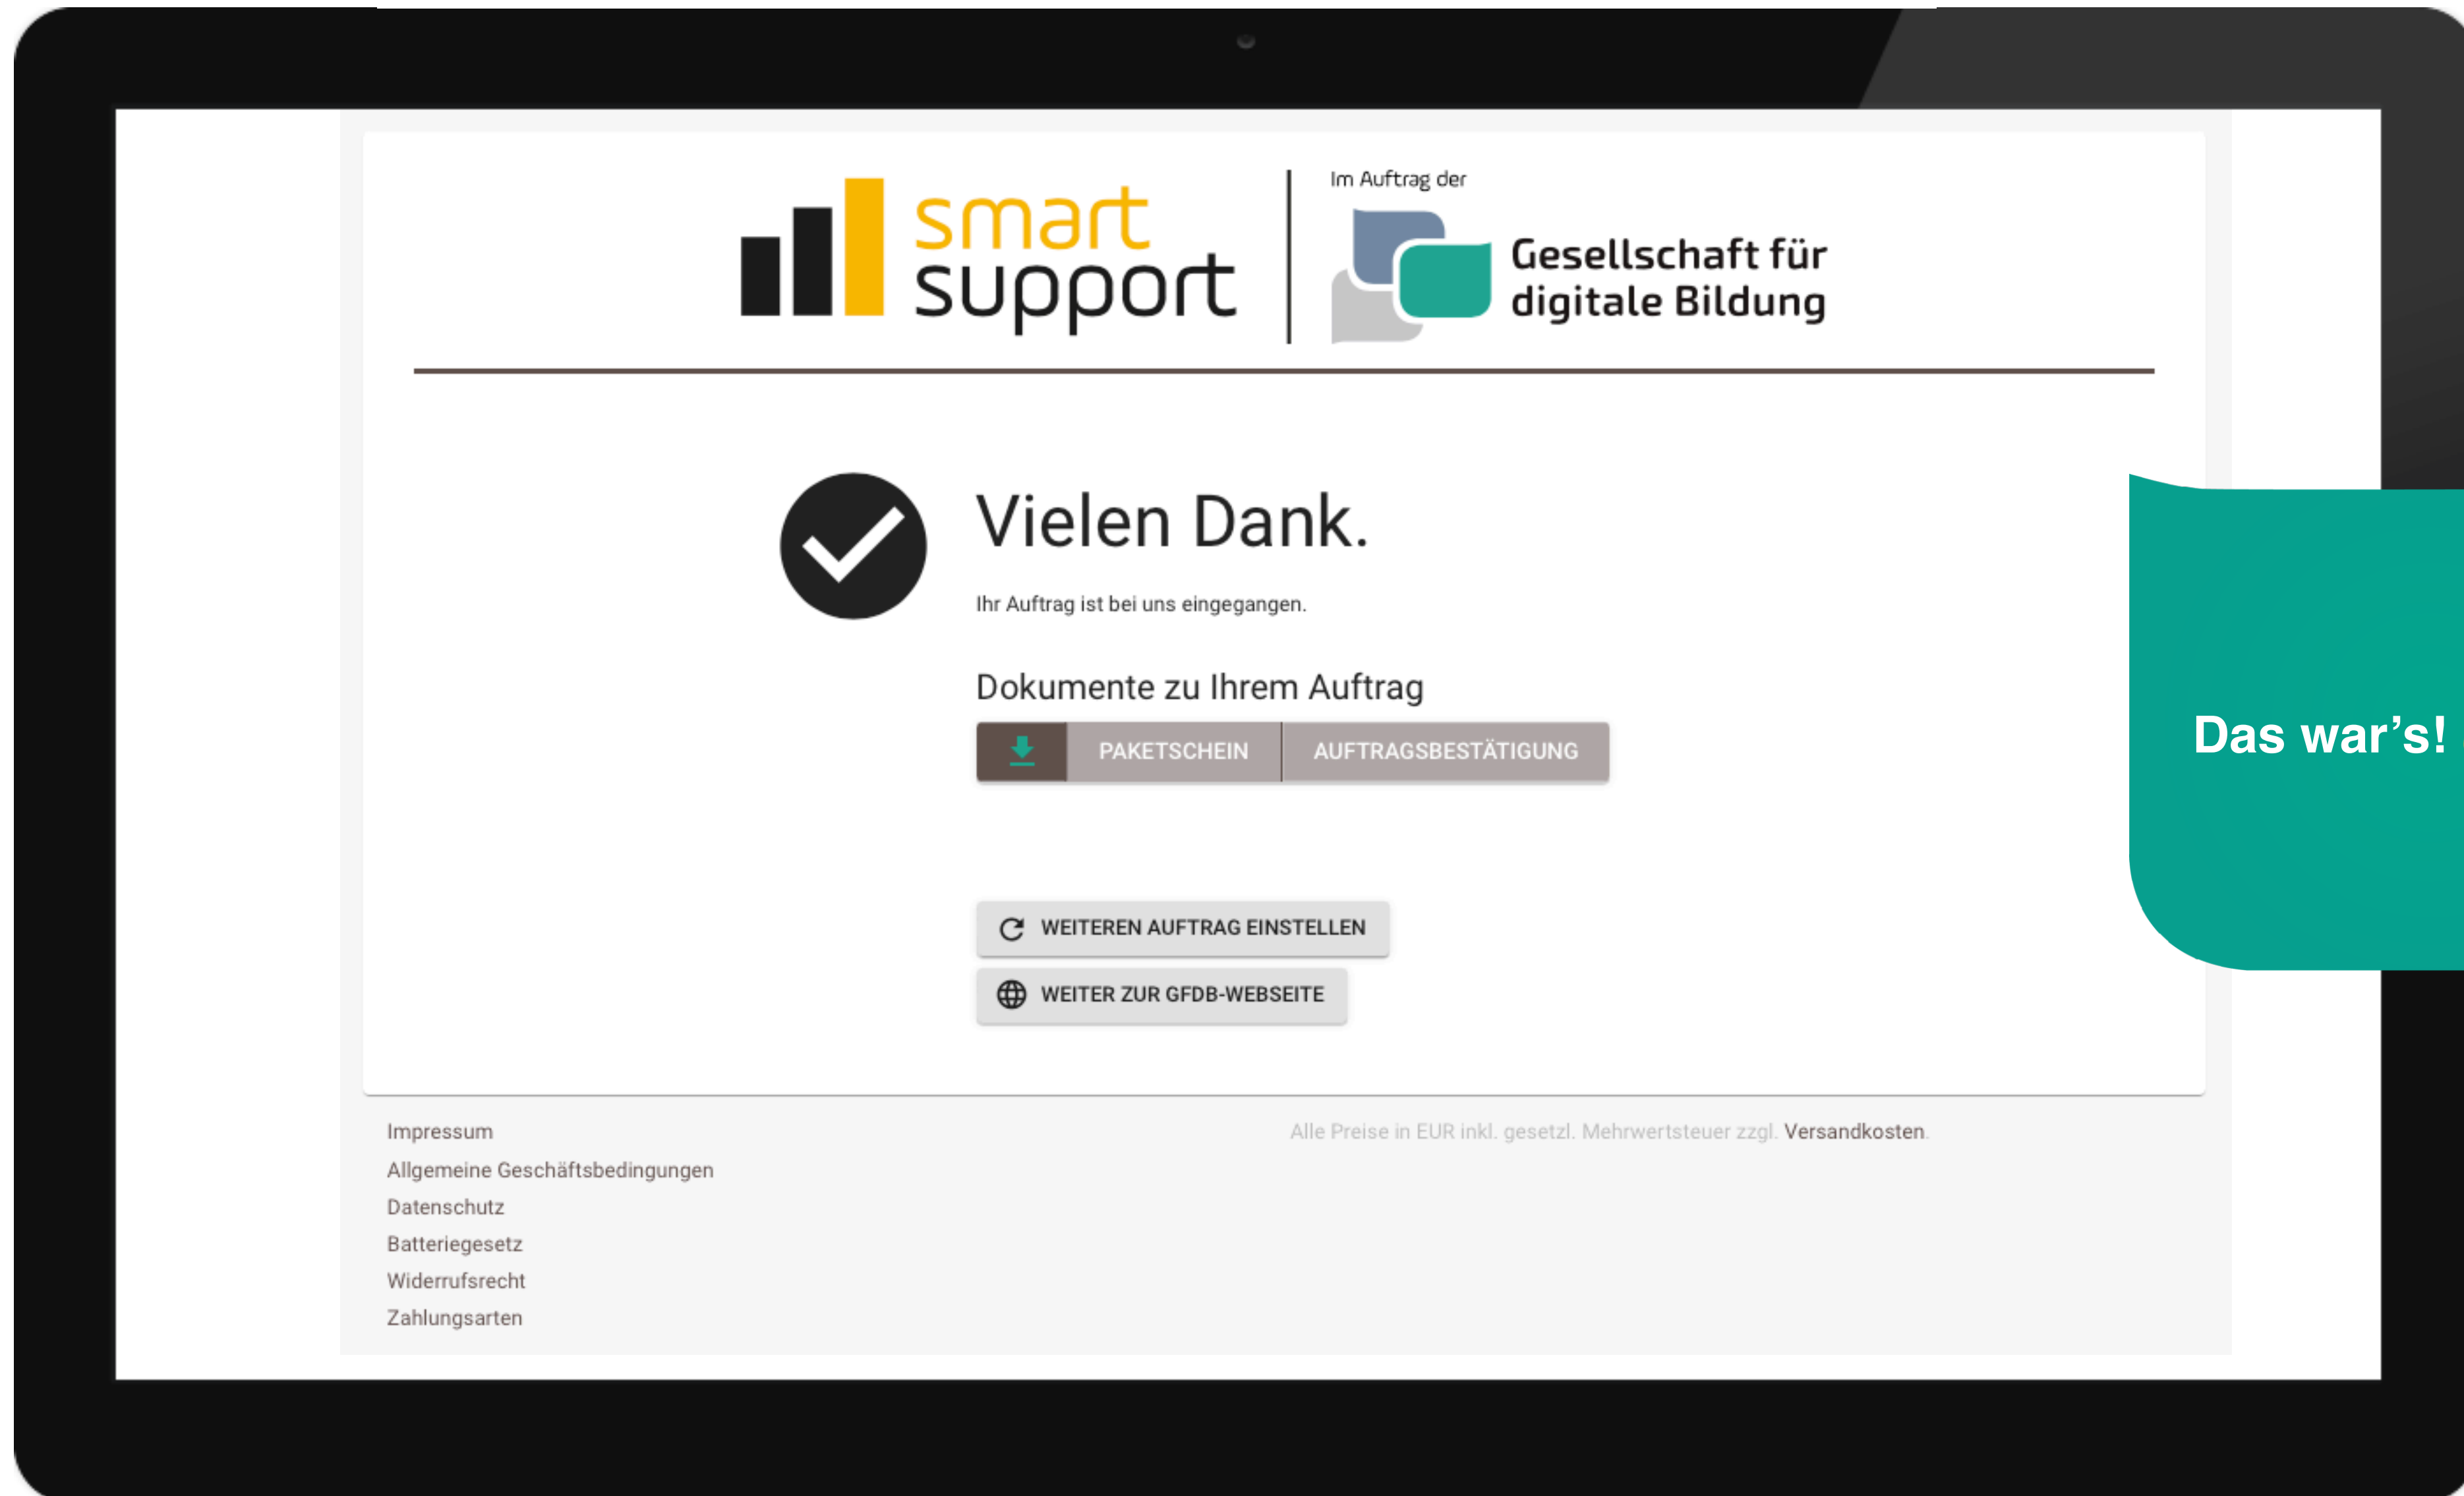 smart
support
Im Auftrag der
Gesellschaft für
digitale Bildung
Vielen Dank.
Ihr Auftrag ist bei uns eingegangen.
Dokumente zu Ihrem Auftrag
PAKETSCHEIN AUFTRAGSBESTÄTIGUNG
Das war’s!
WEITEREN AUFTRAG EINSTELLEN
WEITER ZUR GFDB-WEBSEITE
Impressum
Allgemeine Geschäftsbedingungen
Datenschutz
Batteriegesetz
Widerrufsrecht
Zahlungsarten
Alle Preise in EUR inkl. gesetzl. Mehrwertsteuer zzgl. Versandkosten.